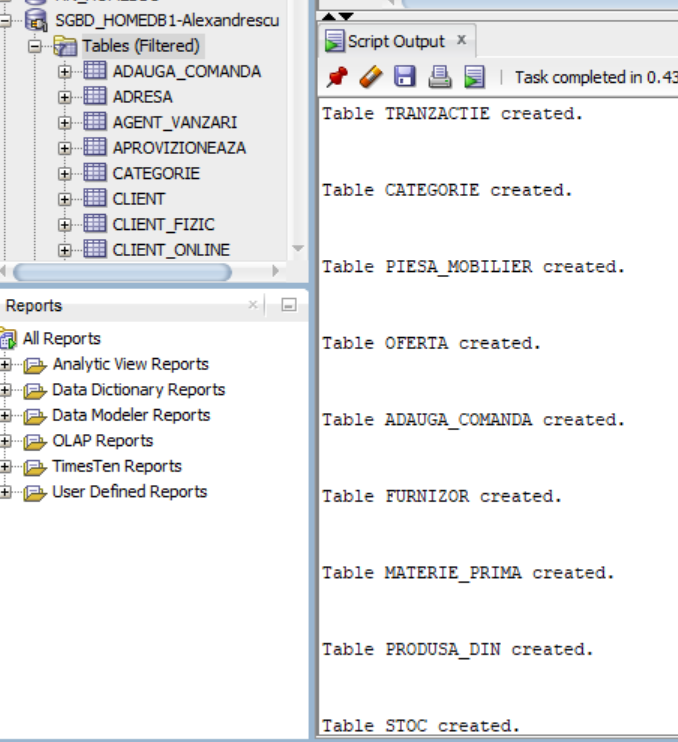 SGBD_HOMEDB1-Alexandrescu
Tables (Filtered)
ADAUGA_COMANDA
ADRESA
AGENT_VANZARI
APROVIZIONEAZA
CATEGORIE
CLIENT
CLIENT_FIZIC
CLIENT_ONLINE
Reports
All Reports
Analytic View Reports
Data Dictionary Reports
Data Modeler Reports
OLAP Reports
TimesTen Reports
User Defined Reports
Script Output
Task completed in 0.43
Table TRANZACTIE created.
Table CATEGORIE created.
Table PIESA_MOBILIER created.
Table OFERTA created.
Table ADAUGA_COMANDA created.
Table FURNIZOR created.
Table MATERIE_PRIMA created.
Table PRODUSA_DIN created.
Table STOC created.